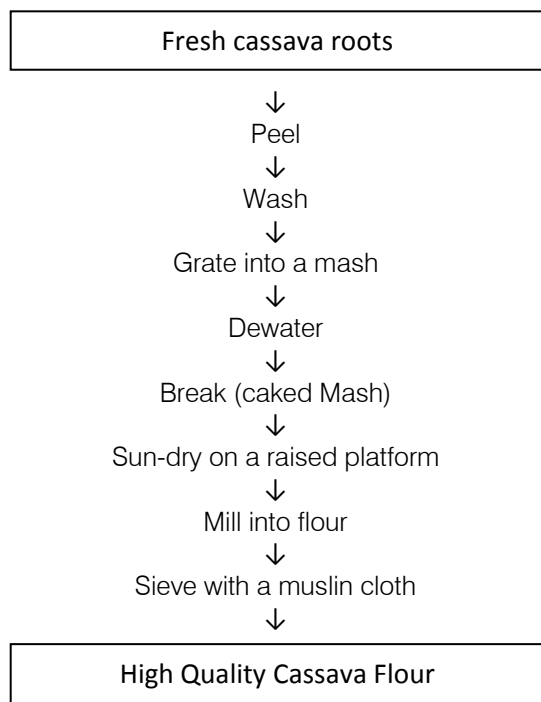 Fresh cassava roots
↓
Peel
↓
Wash
↓
Grate into a mash
↓
Dewater
↓
Break (caked Mash)
↓
Sun-dry on a raised platform
↓
Mill into flour
↓
Sieve with a muslin cloth
↓
High Quality Cassava Flour